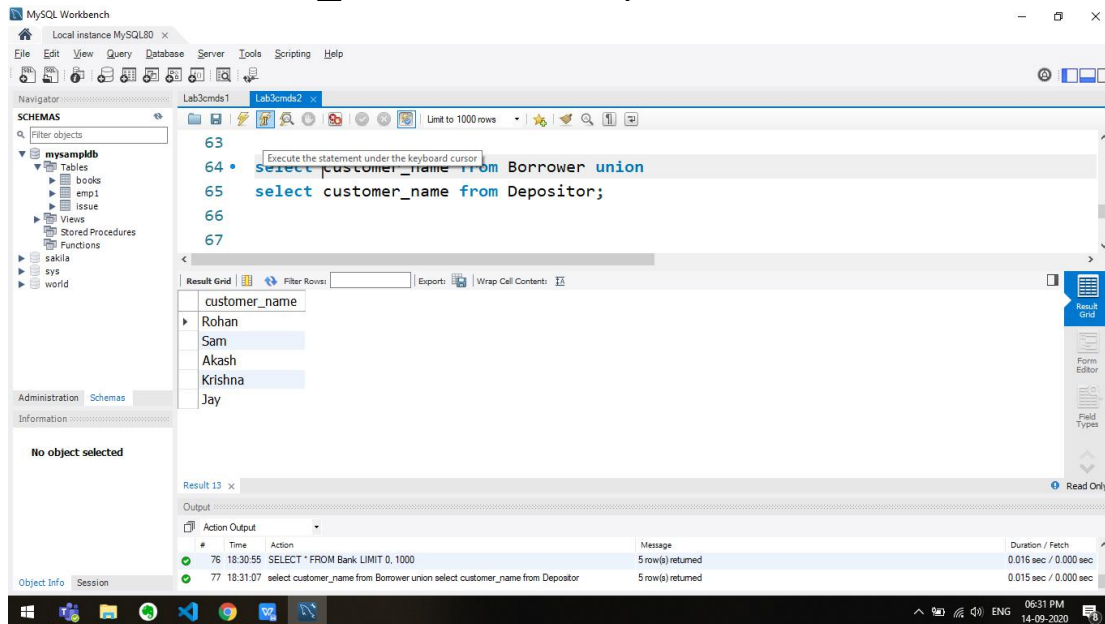 MySQL Workbench
Local instance MySQL80
File Edit View Query Database Server Tools Scripting Help
Navigator
SCHEMAS
Filter objects
mysampldb
Tables
books
emp1
issue
Views
Stored Procedures
Functions
sakila
sys
world
Administration Schemas
Information
No object selected
Object Info Session
Lab3cmds1 Lab3cmds2
Limit to 1000 rows
63
Execute the statement under the keyboard cursor
64 select customer_name from Borrower union
65 select customer_name from Depositor;
66
67
Result Grid Filter Rows: Export: Wrap Cell Content:
customer_name
Rohan
Sam
Akash
Krishna
Jay
Result Grid
Form Editor
Field Types
Result 13 Read Only
Output
Action Output
# Time Action Message Duration / Fetch
76 18:30:55 SELECT * FROM Bank LIMIT 0, 1000 5 row(s) returned 0.016 sec / 0.000 sec
77 18:31:07 select customer_name from Borrower union select customer_name from Depositor 5 row(s) returned 0.015 sec / 0.000 sec
ENG 06:31 PM
14-09-2020